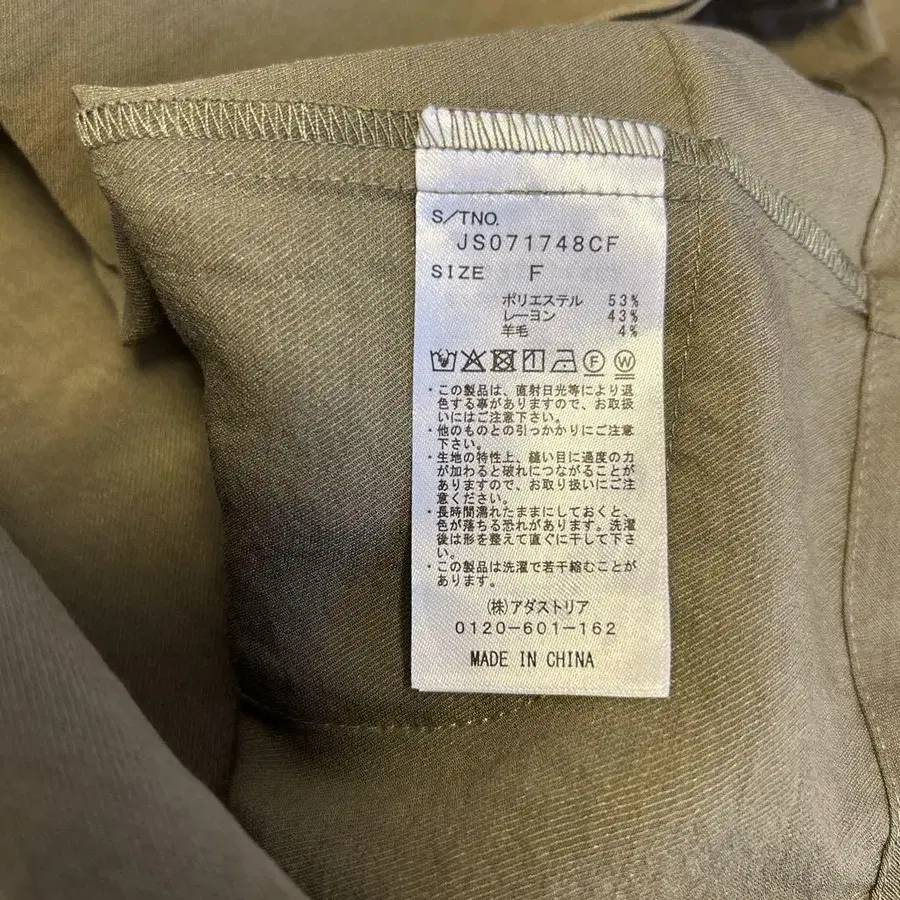 S/TNO.
JS071748CF
SIZE F
ポリエステル 53%
レーヨン 43%
羊毛 4%
F W
・この製品は、直射日光等により退
色する事がありますので、お取扱
いにはご注意下さい。
・他のものとの引っかかりにご注意
下さい。
・生地の特性上、縫い目に過度の力
が加わると破れにつながることが
ありますので、お取り扱いにご注
意ください。
・長時間濡れたままにしておくと、
色が落ちる恐れがあります。洗濯
後は形を整えて直ぐに干して下さ
い。
・この製品は洗濯で若干縮むことが
あります。
(株)アダストリア
0120-601-162
MADE IN CHINA